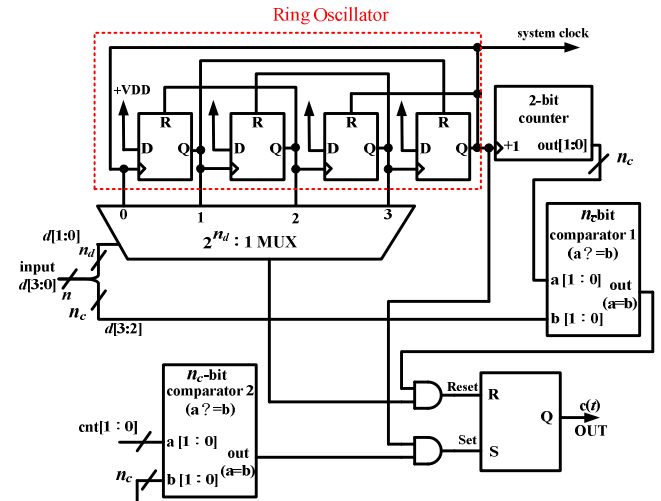 Ring Oscillator
system clock
+VDD
R
R
R
R
D Q
D Q
D Q
D Q
2-bit
counter
+1 out[1:0]
n_c
0 1 2 3
2^n_d : 1 MUX
d[1:0]
n_d
input
d[3:0]
n
n_c
d[3:2]
n_c-bit
comparator 1
(a ? =b)
a [1 : 0]
out
(a=b)
b [1 : 0]
n_c-bit
comparator 2
(a ? =b)
cnt[1 : 0]
a [1 : 0]
out
(a=b)
n_c
b [1 : 0]
Reset
R
Set
S
Q
c(t)
OUT